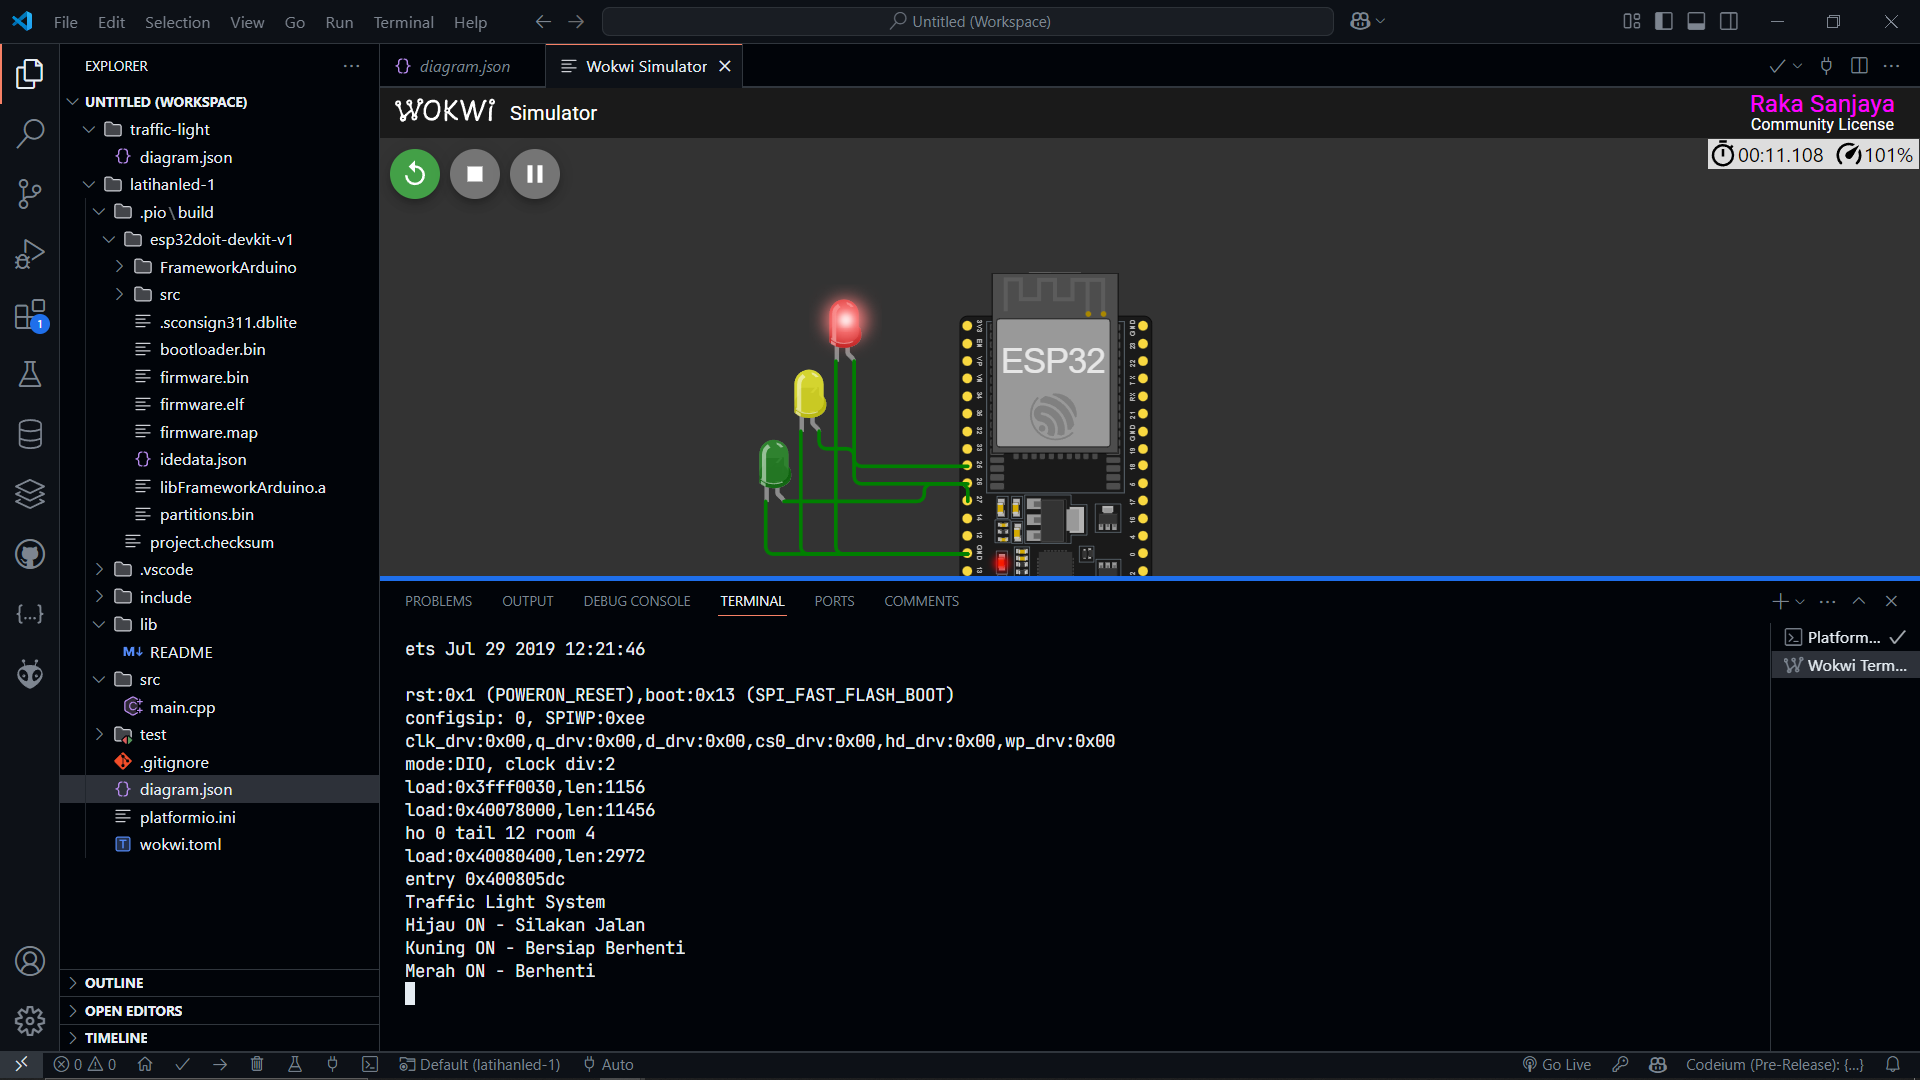 File Edit Selection View Go Run Terminal Help
Untitled (Workspace)
EXPLORER
UNTITLED (WORKSPACE)
traffic-light
diagram.json
latihanled-1
.pio\build
esp32doit-devkit-v1
FrameworkArduino
src
.sconsign311.dblite
bootloader.bin
firmware.bin
firmware.elf
firmware.map
idedata.json
libFrameworkArduino.a
partitions.bin
project.checksum
.vscode
include
lib
README
src
main.cpp
test
.gitignore
diagram.json
platformio.ini
wokwi.toml
OUTLINE
OPEN EDITORS
TIMELINE
1
diagram.json
Wokwi Simulator
WOKWi Simulator
Raka Sanjaya
Community License
00:11.108 101%
ESP32
PROBLEMS OUTPUT DEBUG CONSOLE TERMINAL PORTS COMMENTS
ets Jul 29 2019 12:21:46
rst:0x1 (POWERON_RESET),boot:0x13 (SPI_FAST_FLASH_BOOT)
configsip: 0, SPIWP:0xee
clk_drv:0x00,q_drv:0x00,d_drv:0x00,cs0_drv:0x00,hd_drv:0x00,wp_drv:0x00
mode:DIO, clock div:2
load:0x3fff0030,len:1156
load:0x40078000,len:11456
ho 0 tail 12 room 4
load:0x40080400,len:2972
entry 0x400805dc
Traffic Light System
Hijau ON - Silakan Jalan
Kuning ON - Bersiap Berhenti
Merah ON - Berhenti
Platform...
Wokwi Term...
0 0
Default (latihanled-1)
Auto
Go Live
Codeium (Pre-Release): {...}